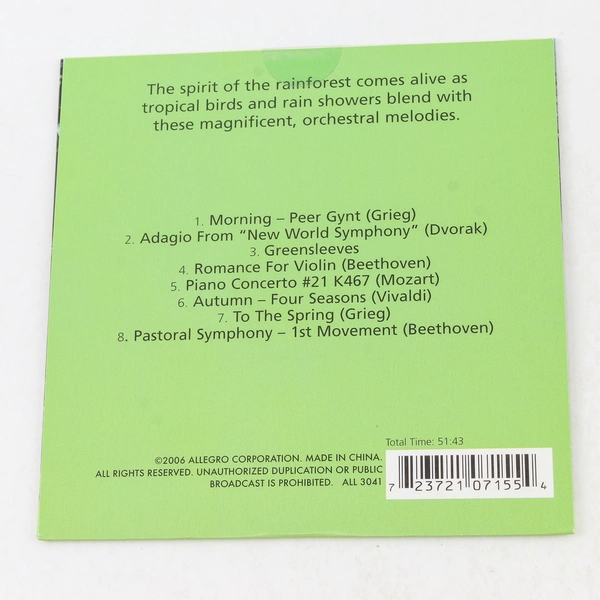 The spirit of the rainforest comes alive as
tropical birds and rain showers blend with
these magnificent, orchestral melodies.
1. Morning – Peer Gynt (Grieg)
2. Adagio From “New World Symphony” (Dvorak)
3. Greensleeves
4. Romance For Violin (Beethoven)
5. Piano Concerto #21 K467 (Mozart)
6. Autumn – Four Seasons (Vivaldi)
7. To The Spring (Grieg)
8. Pastoral Symphony – 1st Movement (Beethoven)
Total Time: 51:43
©2006 ALLEGRO CORPORATION. MADE IN CHINA.
ALL RIGHTS RESERVED. UNAUTHORIZED DUPLICATION OR PUBLIC
BROADCAST IS PROHIBITED. ALL 3041
7 23721 07155 4